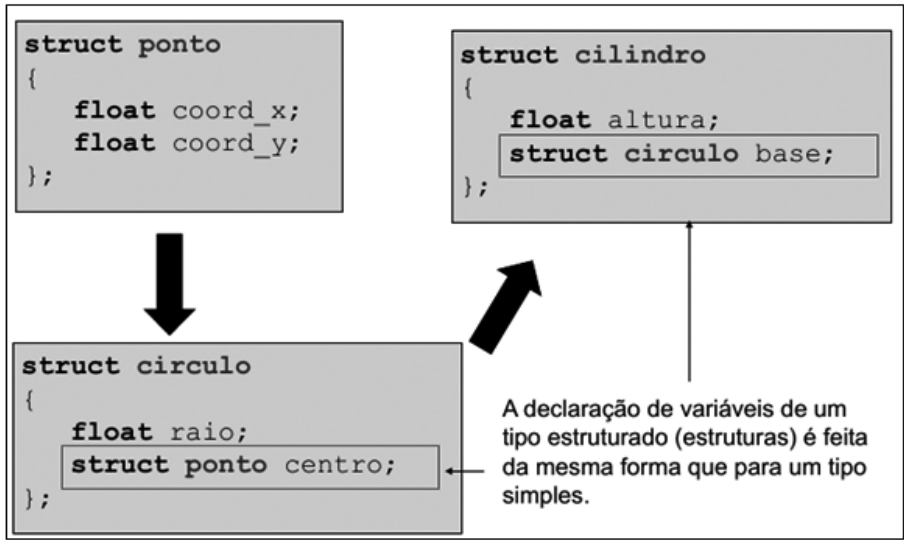 struct ponto
{
float coord_x;
float coord_y;
};
struct circulo
{
float raio;
struct ponto centro;
};
struct cilindro
{
float altura;
struct circulo base;
};
A declaração de variáveis de um
tipo estruturado (estruturas) é feita
da mesma forma que para um tipo
simples.